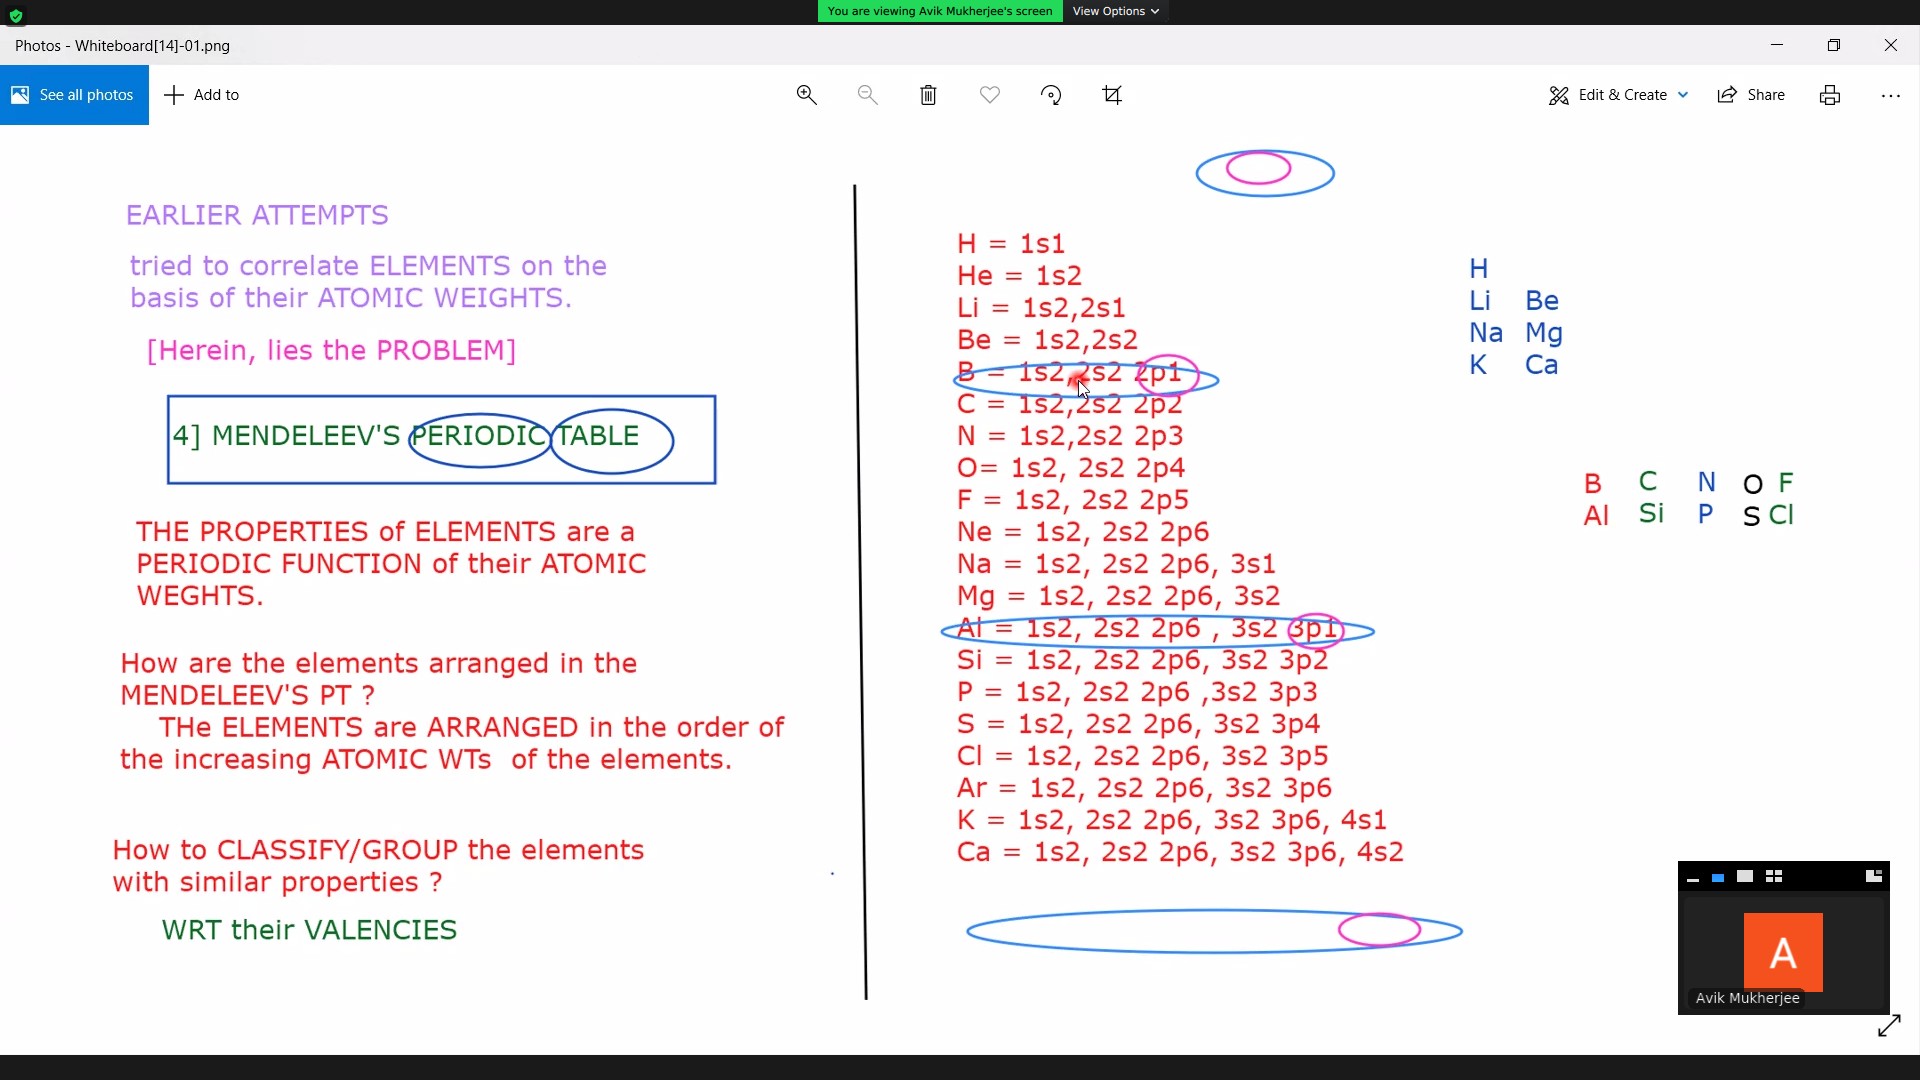 You are viewing Avik Mukherjee's screen
View Options
Photos - Whiteboard[14]-01.png
See all photos
Add to
Edit & Create
Share
EARLIER ATTEMPTS
tried to correlate ELEMENTS on the
basis of their ATOMIC WEIGHTS.
[Herein, lies the PROBLEM]
4] MENDELEEV'S PERIODIC TABLE
THE PROPERTIES of ELEMENTS are a
PERIODIC FUNCTION of their ATOMIC
WEGHTS.
How are the elements arranged in the
MENDELEEV'S PT ?
THe ELEMENTS are ARRANGED in the order of
the increasing ATOMIC WTs of the elements.
How to CLASSIFY/GROUP the elements
with similar properties ?
WRT their VALENCIES
H = 1s1
He = 1s2
Li = 1s2,2s1
Be = 1s2,2s2
B = 1s2,2s2 2p1
C = 1s2,2s2 2p2
N = 1s2,2s2 2p3
O= 1s2, 2s2 2p4
F = 1s2, 2s2 2p5
Ne = 1s2, 2s2 2p6
Na = 1s2, 2s2 2p6, 3s1
Mg = 1s2, 2s2 2p6, 3s2
Al = 1s2, 2s2 2p6 , 3s2 3p1
Si = 1s2, 2s2 2p6, 3s2 3p2
P = 1s2, 2s2 2p6 ,3s2 3p3
S = 1s2, 2s2 2p6, 3s2 3p4
Cl = 1s2, 2s2 2p6, 3s2 3p5
Ar = 1s2, 2s2 2p6, 3s2 3p6
K = 1s2, 2s2 2p6, 3s2 3p6, 4s1
Ca = 1s2, 2s2 2p6, 3s2 3p6, 4s2
H
Li Be
Na Mg
K Ca
B C N O F
Al Si P S Cl
A
Avik Mukherjee